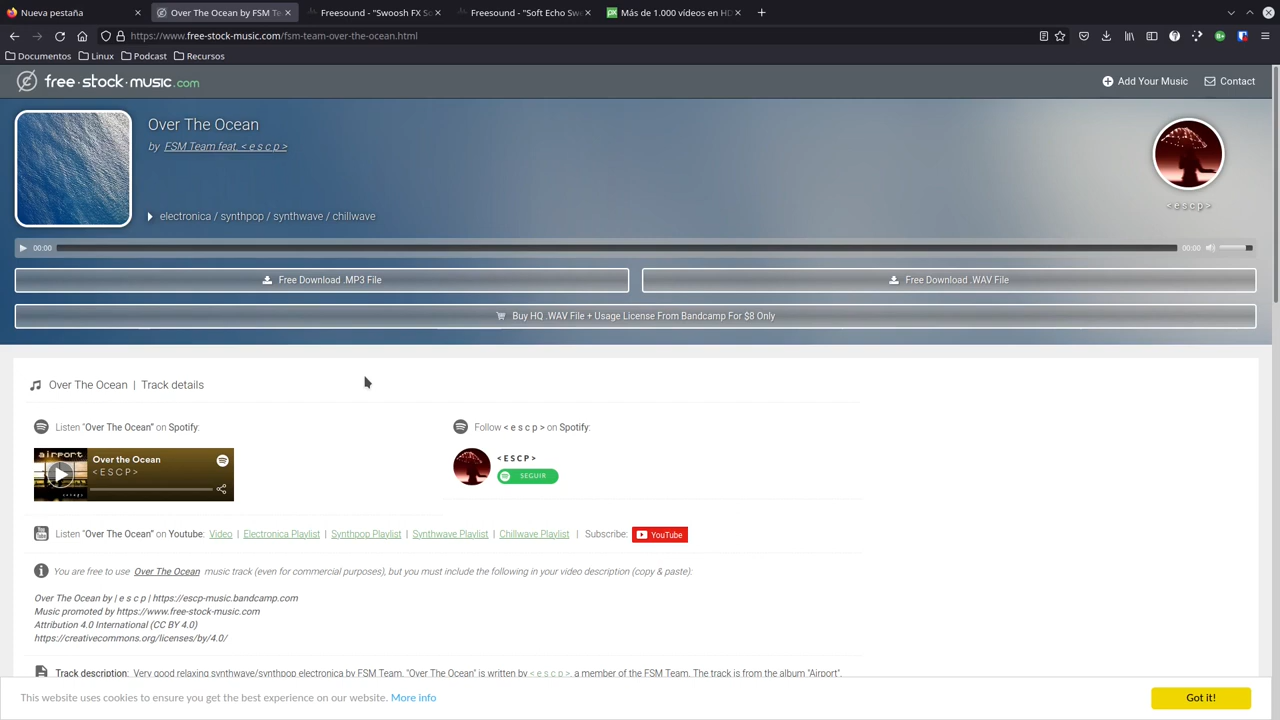 Nueva pestaña
Over The Ocean by FSM Te
Freesound - "Swoosh FX So
Freesound - "Soft Echo Swe
Más de 1.000 vídeos en HD
https://www.free-stock-music.com/fsm-team-over-the-ocean.html
Documentos Linux Podcast Recursos
free·stock·music.com
Add Your Music Contact
Over The Ocean
by FSM Team feat. < e s c p >
< e s c p >
electronica / synthpop / synthwave / chillwave
00:00 00:00
Free Download .MP3 File Free Download .WAV File
Buy HQ .WAV File + Usage License From Bandcamp For $8 Only
Over The Ocean | Track details
Listen "Over The Ocean" on Spotify: Follow < e s c p > on Spotify:
airport
Over the Ocean
< E S C P >
< E S C P >
SEGUIR
Listen "Over The Ocean" on Youtube: Video | Electronica Playlist | Synthpop Playlist | Synthwave Playlist | Chillwave Playlist | Subscribe: YouTube
You are free to use Over The Ocean music track (even for commercial purposes), but you must include the following in your video description (copy & paste):
Over The Ocean by | e s c p | https://escp-music.bandcamp.com
Music promoted by https://www.free-stock-music.com
Attribution 4.0 International (CC BY 4.0)
https://creativecommons.org/licenses/by/4.0/
Track description: Very good relaxing synthwave/synthpop electronica by FSM Team. "Over The Ocean" is written by < e s c p >, a member of the FSM Team. The track is from the album "Airport".
This website uses cookies to ensure you get the best experience on our website. More info
Got it!